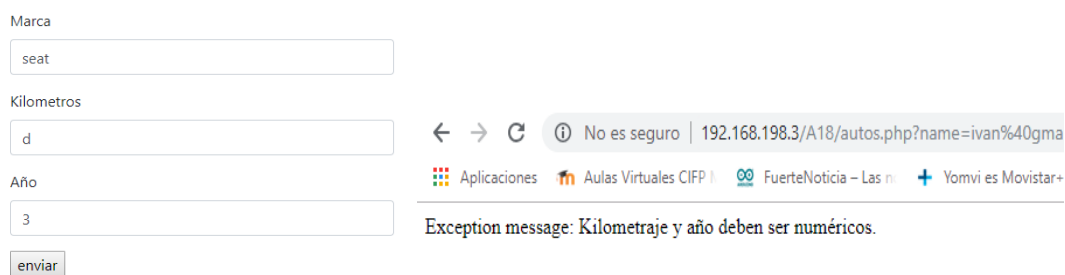 Marca
seat
Kilometros
d
Año
3
enviar
No es seguro | 192.168.198.3/A18/autos.php?name=ivan%40gma
Aplicaciones Aulas Virtuales CIFP FuerteNoticia – Las n Yomvi es Movistar+
Exception message: Kilometraje y año deben ser numéricos.